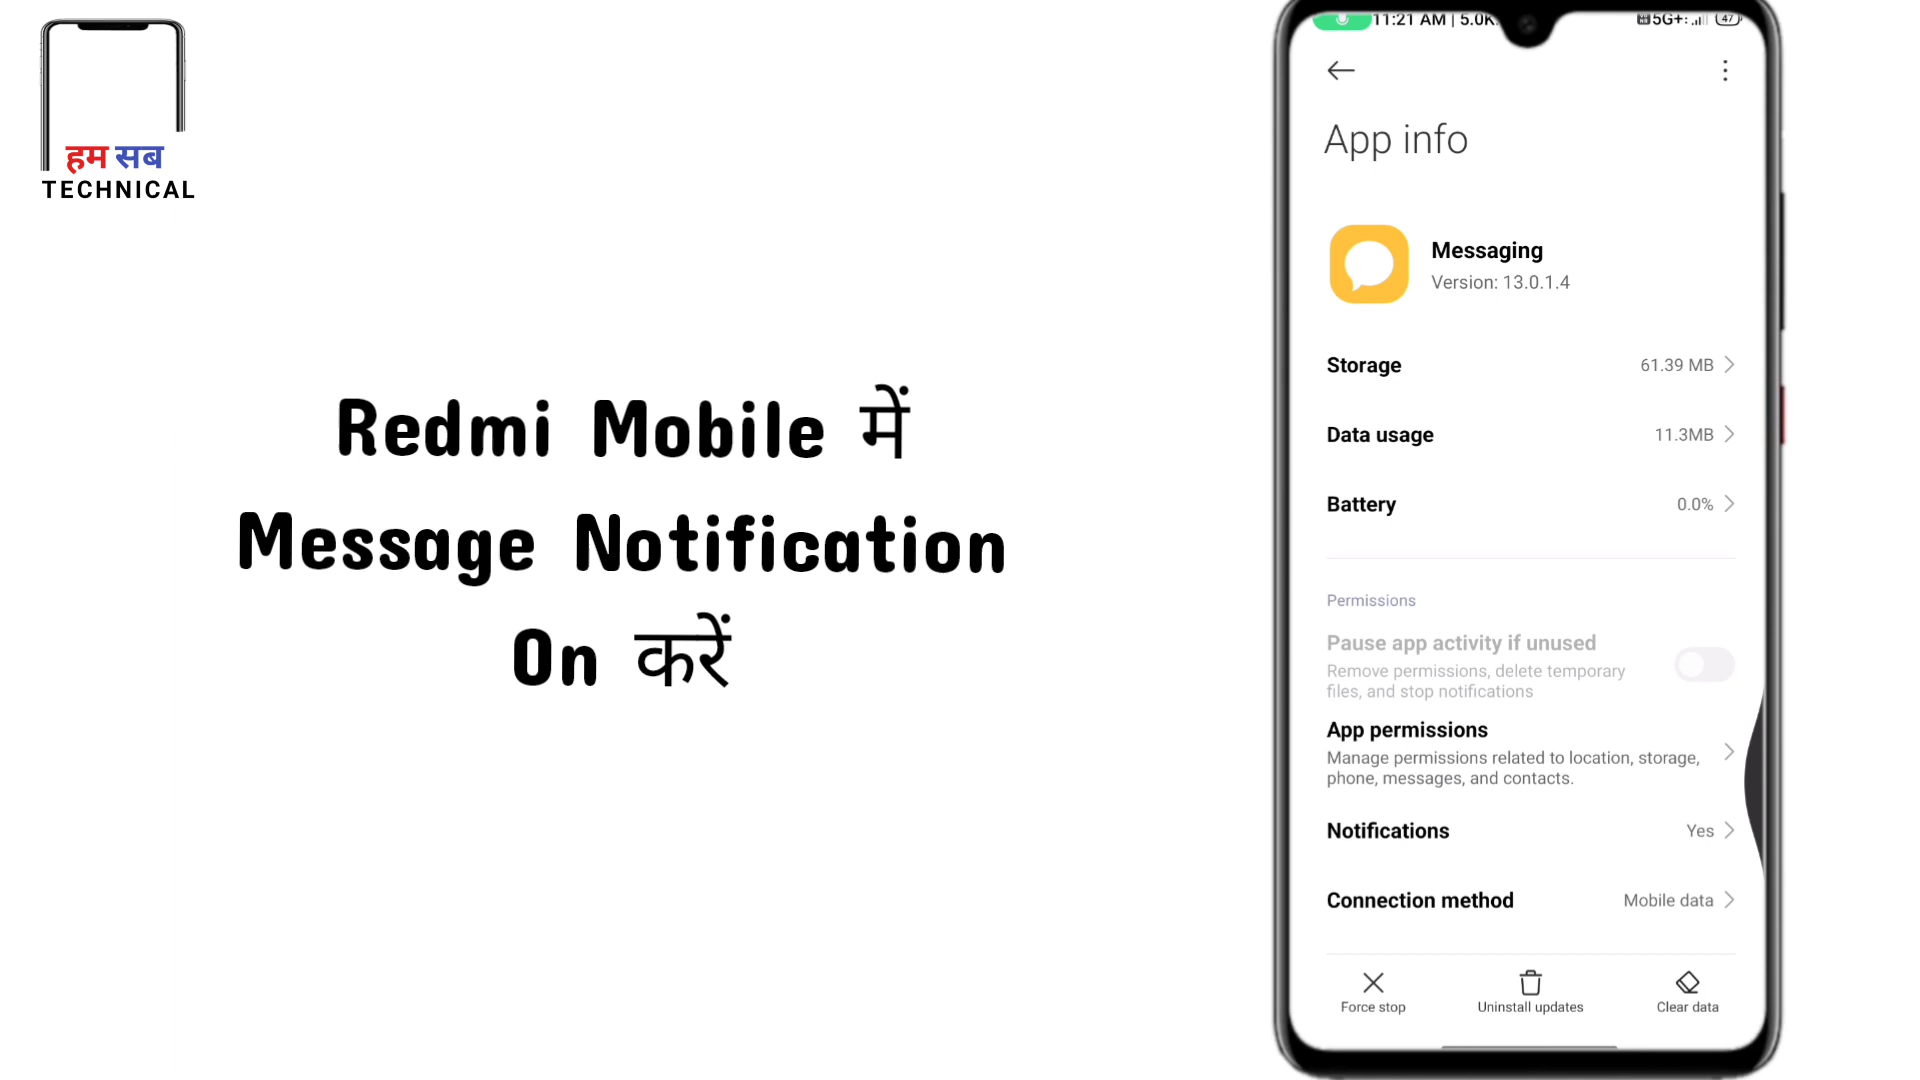 हम सब
TECHNICAL
Redmi Mobile में
Message Notification
On करें
11:21 AM | 5.0K
5G+ 47
App info
Messaging
Version: 13.0.1.4
Storage 61.39 MB
Data usage 11.3MB
Battery 0.0%
Permissions
Pause app activity if unused
Remove permissions, delete temporary
files, and stop notifications
App permissions
Manage permissions related to location, storage,
phone, messages, and contacts.
Notifications Yes
Connection method Mobile data
Force stop Uninstall updates Clear data